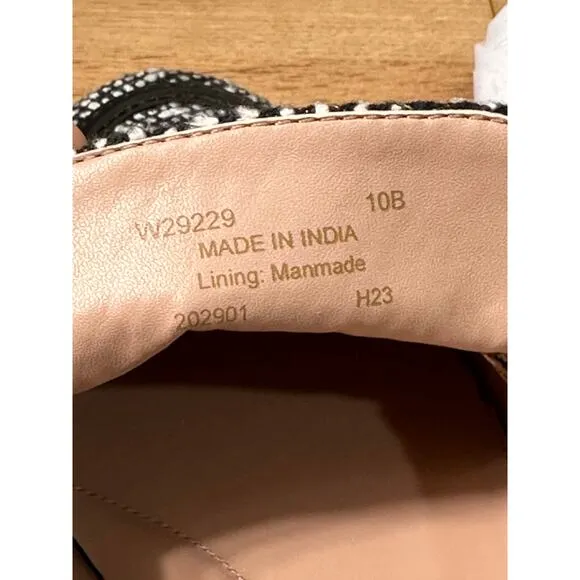 W29229 10B
MADE IN INDIA
Lining: Manmade
202901 H23